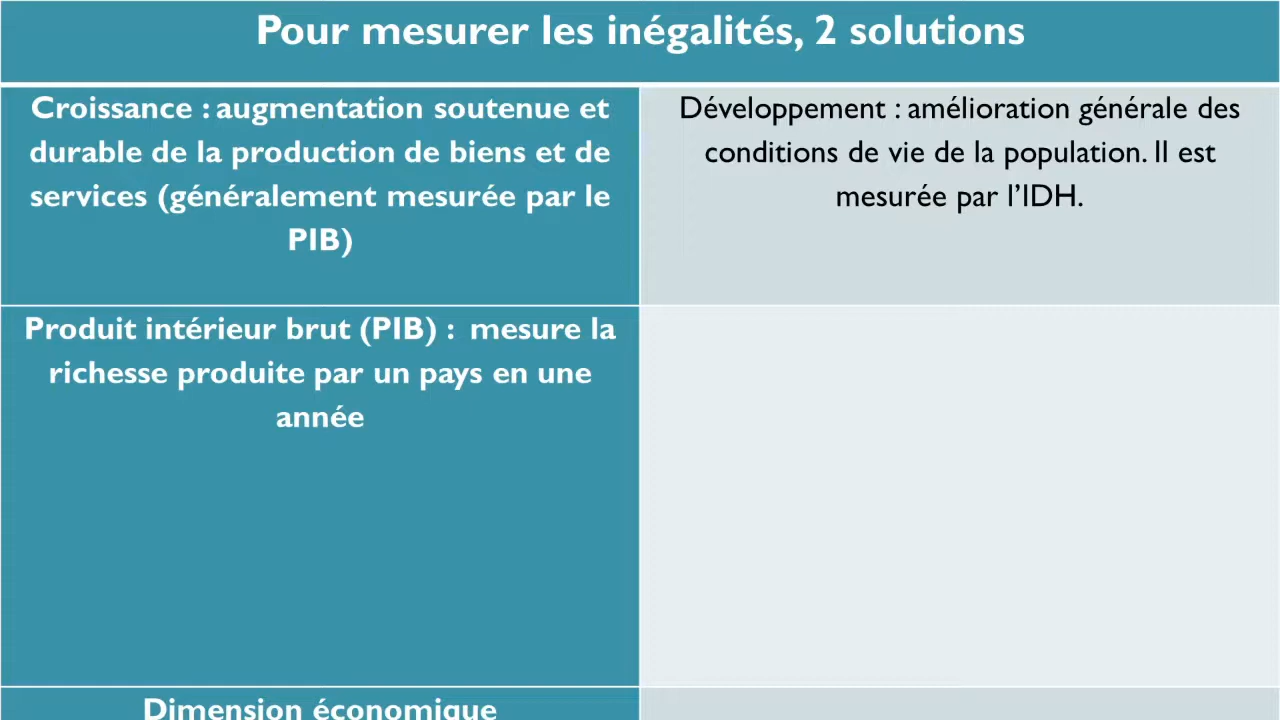 Pour mesurer les inégalités, 2 solutions
Croissance : augmentation soutenue et
durable de la production de biens et de
services (généralement mesurée par le
PIB)
Développement : amélioration générale des
conditions de vie de la population. Il est
mesurée par l’IDH.
Produit intérieur brut (PIB) :  mesure la
richesse produite par un pays en une
année
Dimension économique